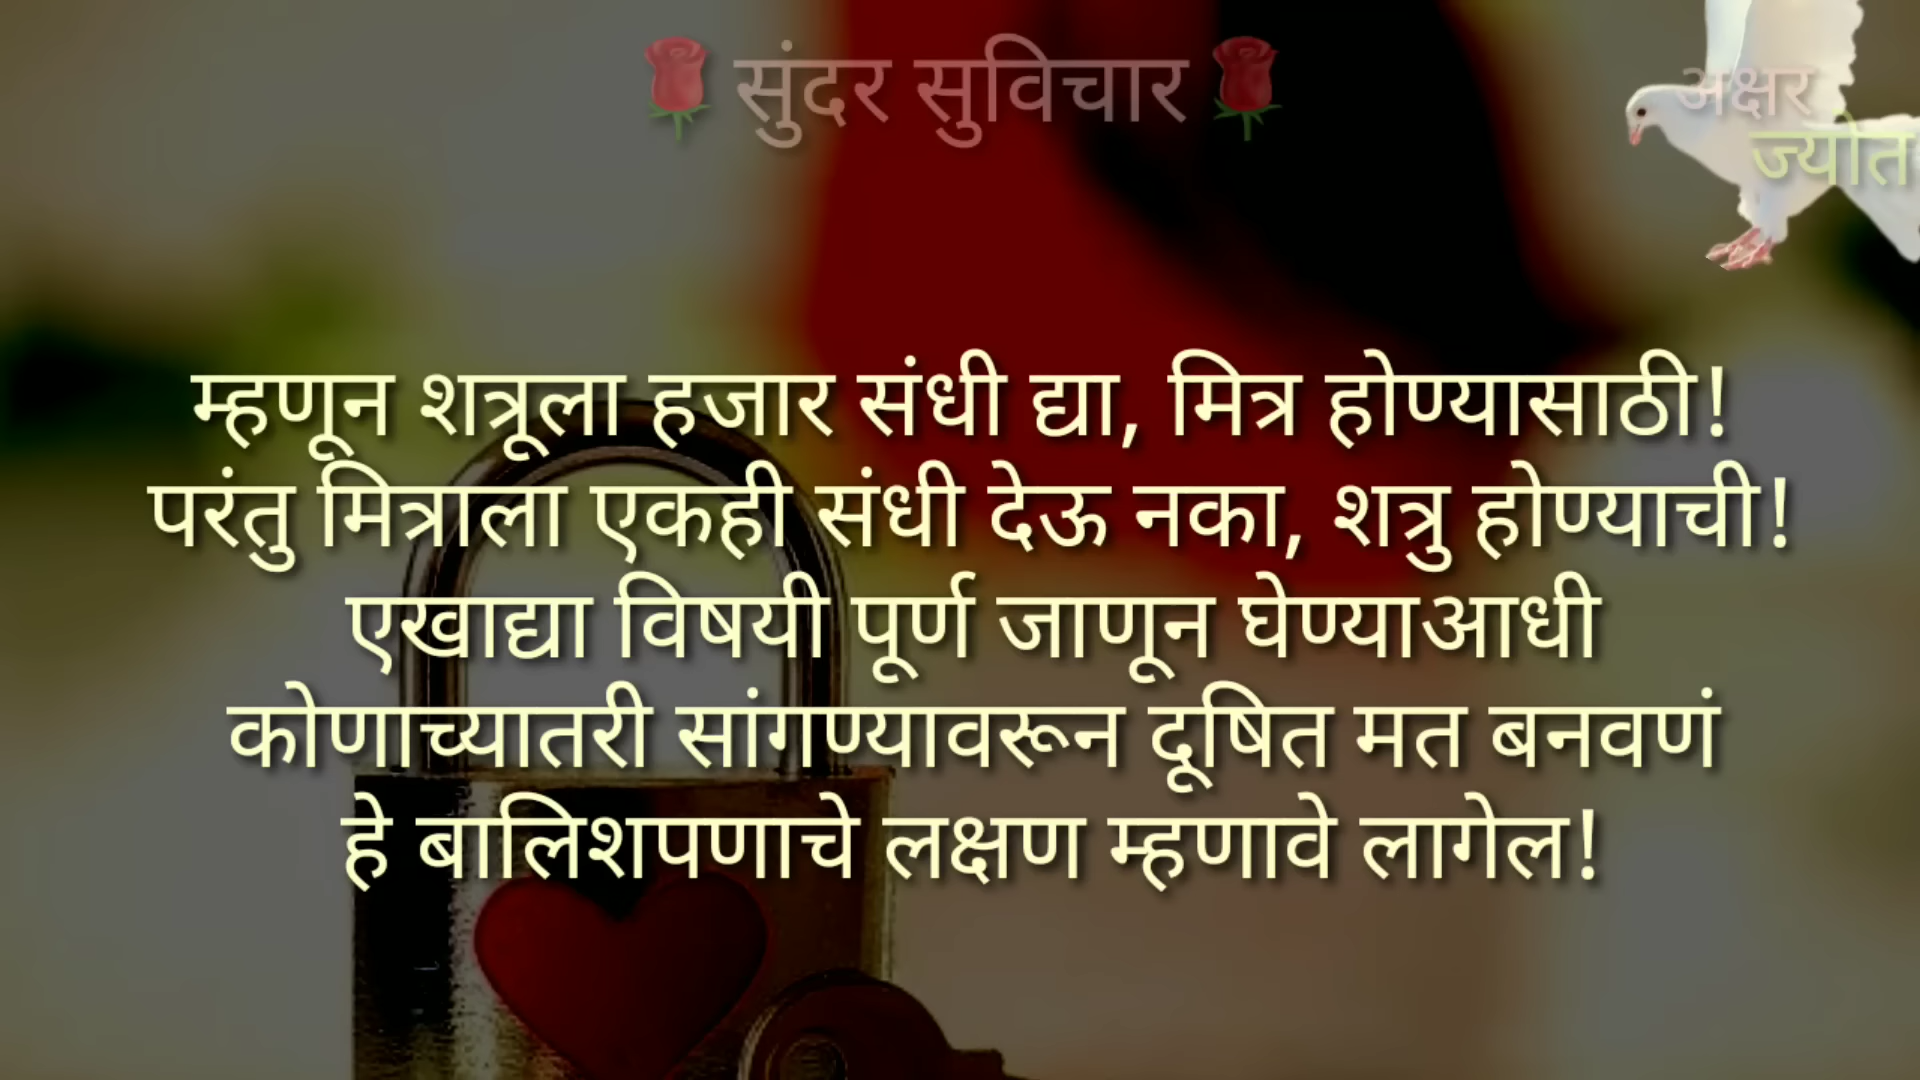 🌹सुंदर सुविचार🌹
अक्षर
ज्योत
म्हणून शत्रूला हजार संधी द्या, मित्र होण्यासाठी!
परंतु मित्राला एकही संधी देऊ नका, शत्रु होण्याची!
एखाद्या विषयी पूर्ण जाणून घेण्याआधी
कोणाच्यातरी सांगण्यावरून दूषित मत बनवणं
हे बालिशपणाचे लक्षण म्हणावे लागेल!